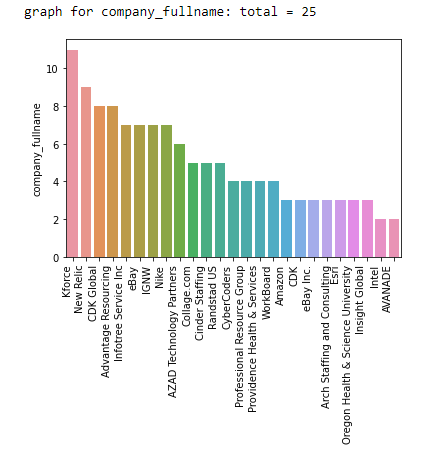 graph for company_fullname: total = 25
10
8
6
4
2
0
company_fullname
Kforce
New Relic
CDK Global
Advantage Resourcing
Infotree Service Inc
eBay
IGNW
Nike
AZAD Technology Partners
Collage.com
Cinder Staffing
Randstad US
CyberCoders
Professional Resource Group
Providence Health & Services
WorkBoard
Amazon
CDK
eBay Inc.
Arch Staffing and Consulting
Esri
Oregon Health & Science University
Insight Global
Intel
AVANADE